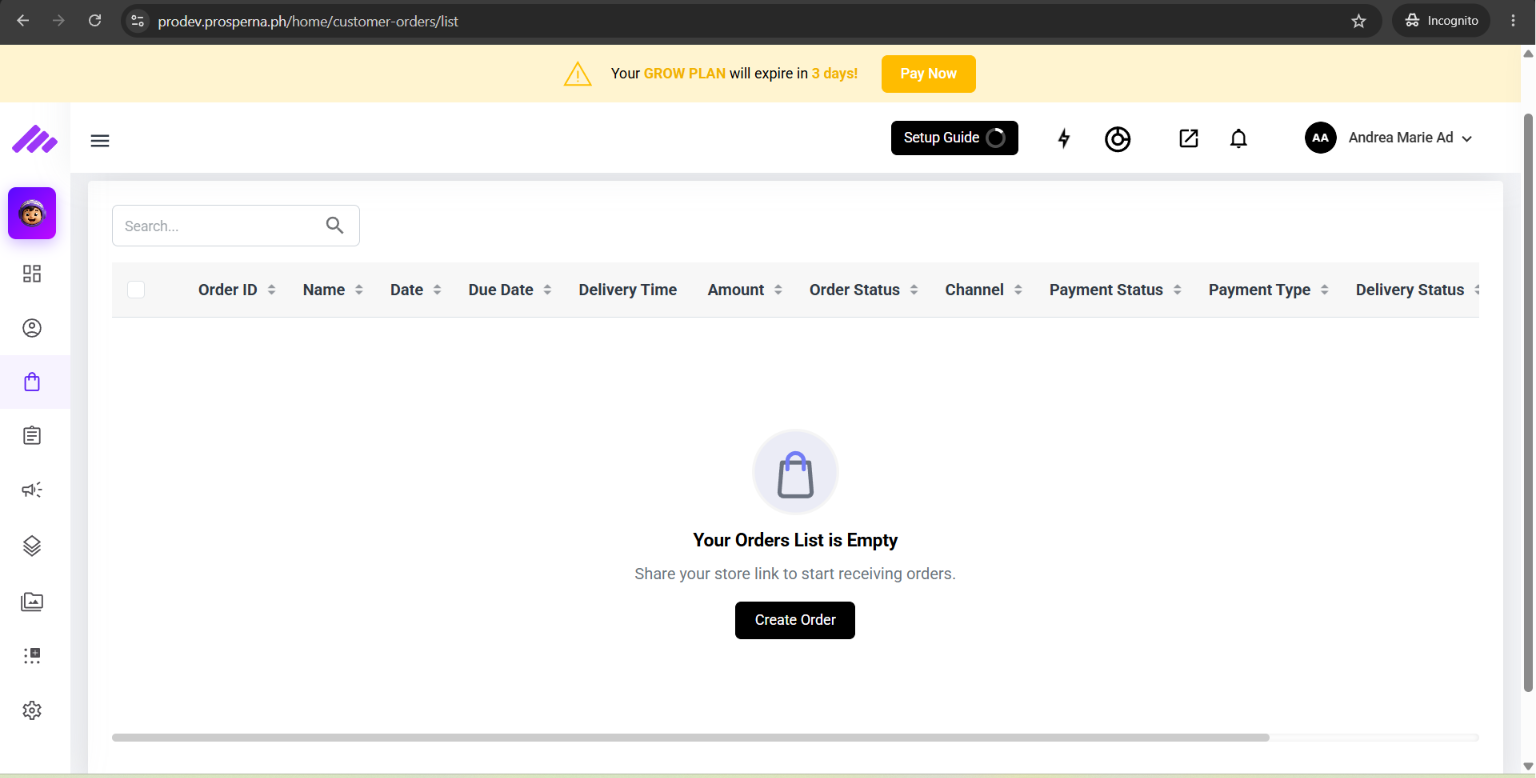 prodev.prosperna.ph/home/customer-orders/list
Incognito
Your GROW PLAN will expire in 3 days!
Pay Now
Setup Guide
AA
Andrea Marie Ad
Search...
Order ID Name Date Due Date Delivery Time Amount Order Status Channel Payment Status Payment Type Delivery Status
Your Orders List is Empty
Share your store link to start receiving orders.
Create Order